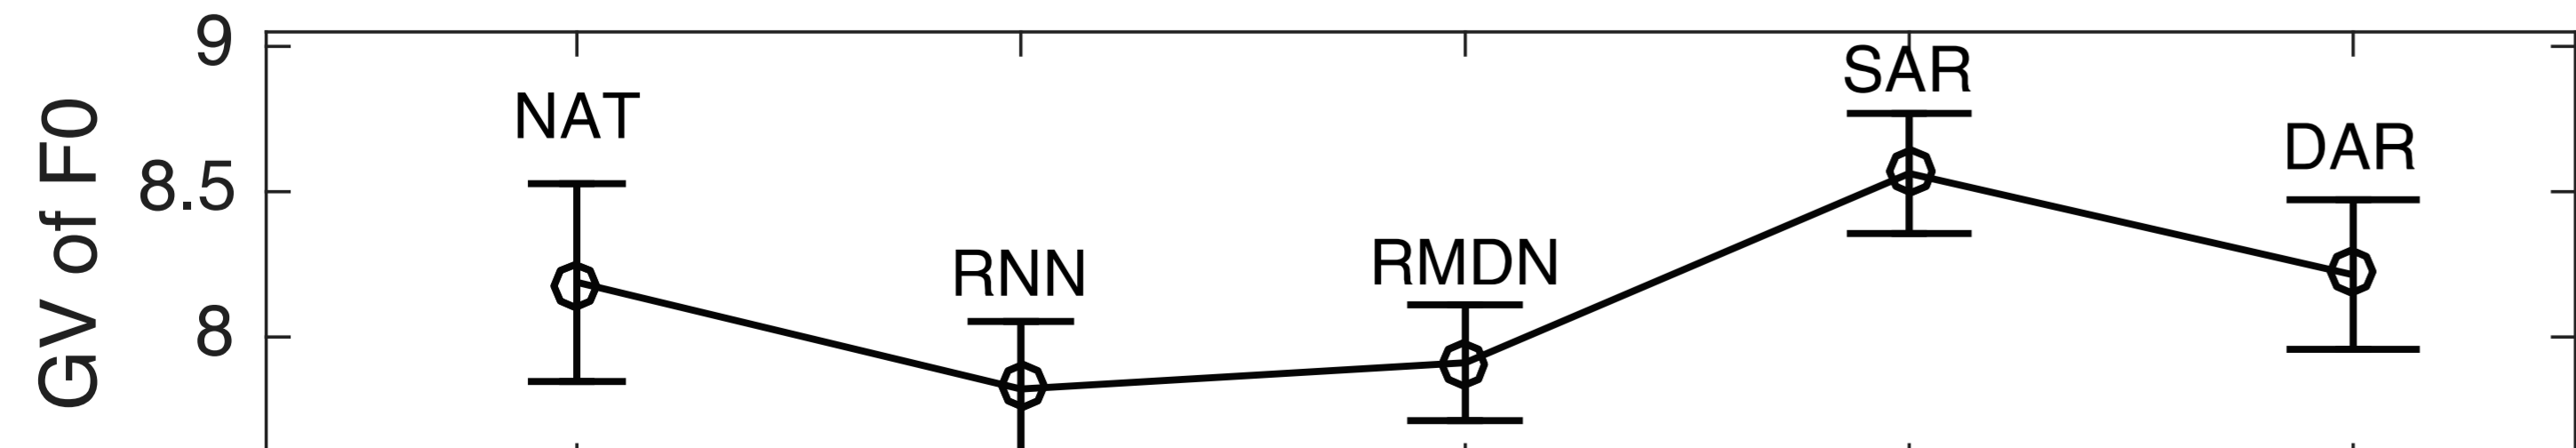 9
SAR
NAT
DAR
8.5
RNN
RMDN
8
GV of F0